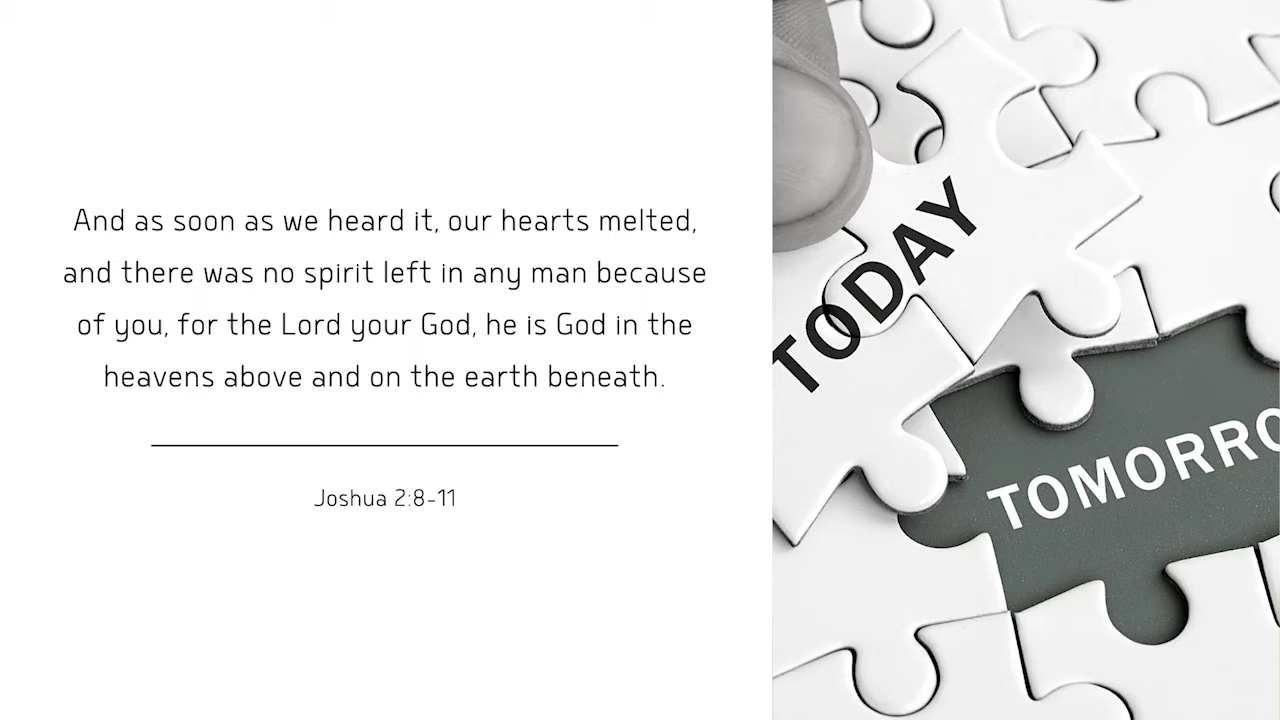 And as soon as we heard it, our hearts melted,
and there was no spirit left in any man because
of you, for the Lord your God, he is God in the
heavens above and on the earth beneath.
Joshua 2:8-11
TODAY
TOMORRO